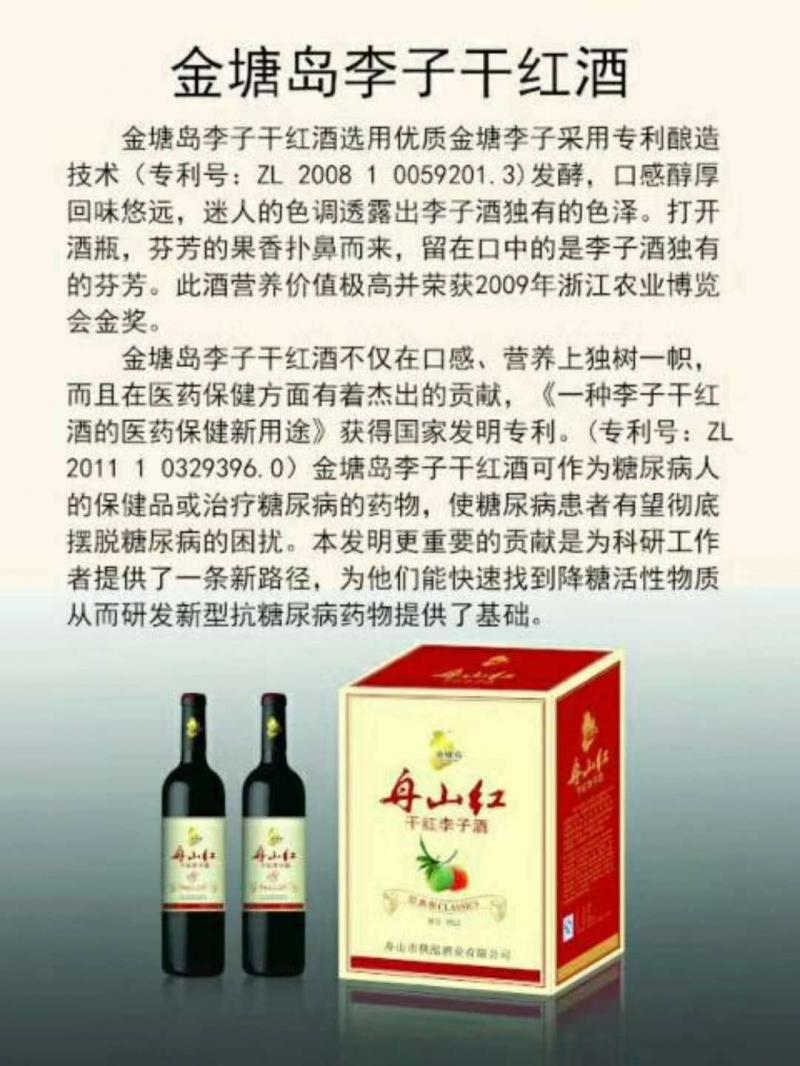 金塘岛李子干红酒
金塘岛李子干红酒选用优质金塘李子采用专利酿造
技术（专利号：ZL 2008 1 0059201.3)发酵，口感醇厚
回味悠远，迷人的色调透露出李子酒独有的色泽。打开
酒瓶，芬芳的果香扑鼻而来，留在口中的是李子酒独有
的芬芳。此酒营养价值极高并荣获2009年浙江农业博览
会金奖。
金塘岛李子干红酒不仅在口感、营养上独树一帜，
而且在医药保健方面有着杰出的贡献，《一种李子干红
酒的医药保健新用途》获得国家发明专利。(专利号：ZL
2011 1 0329396.0）金塘岛李子干红酒可作为糖尿病人
的保健品或治疗糖尿病的药物，使糖尿病患者有望彻底
摆脱糖尿病的困扰。本发明更重要的贡献是为科研工作
者提供了一条新路径，为他们能快速找到降糖活性物质
从而研发新型抗糖尿病药物提供了基础。
舟山红
舟山红
舟山红
金塘岛
舟山红
干紅李子酒
CLASSICS
舟山红